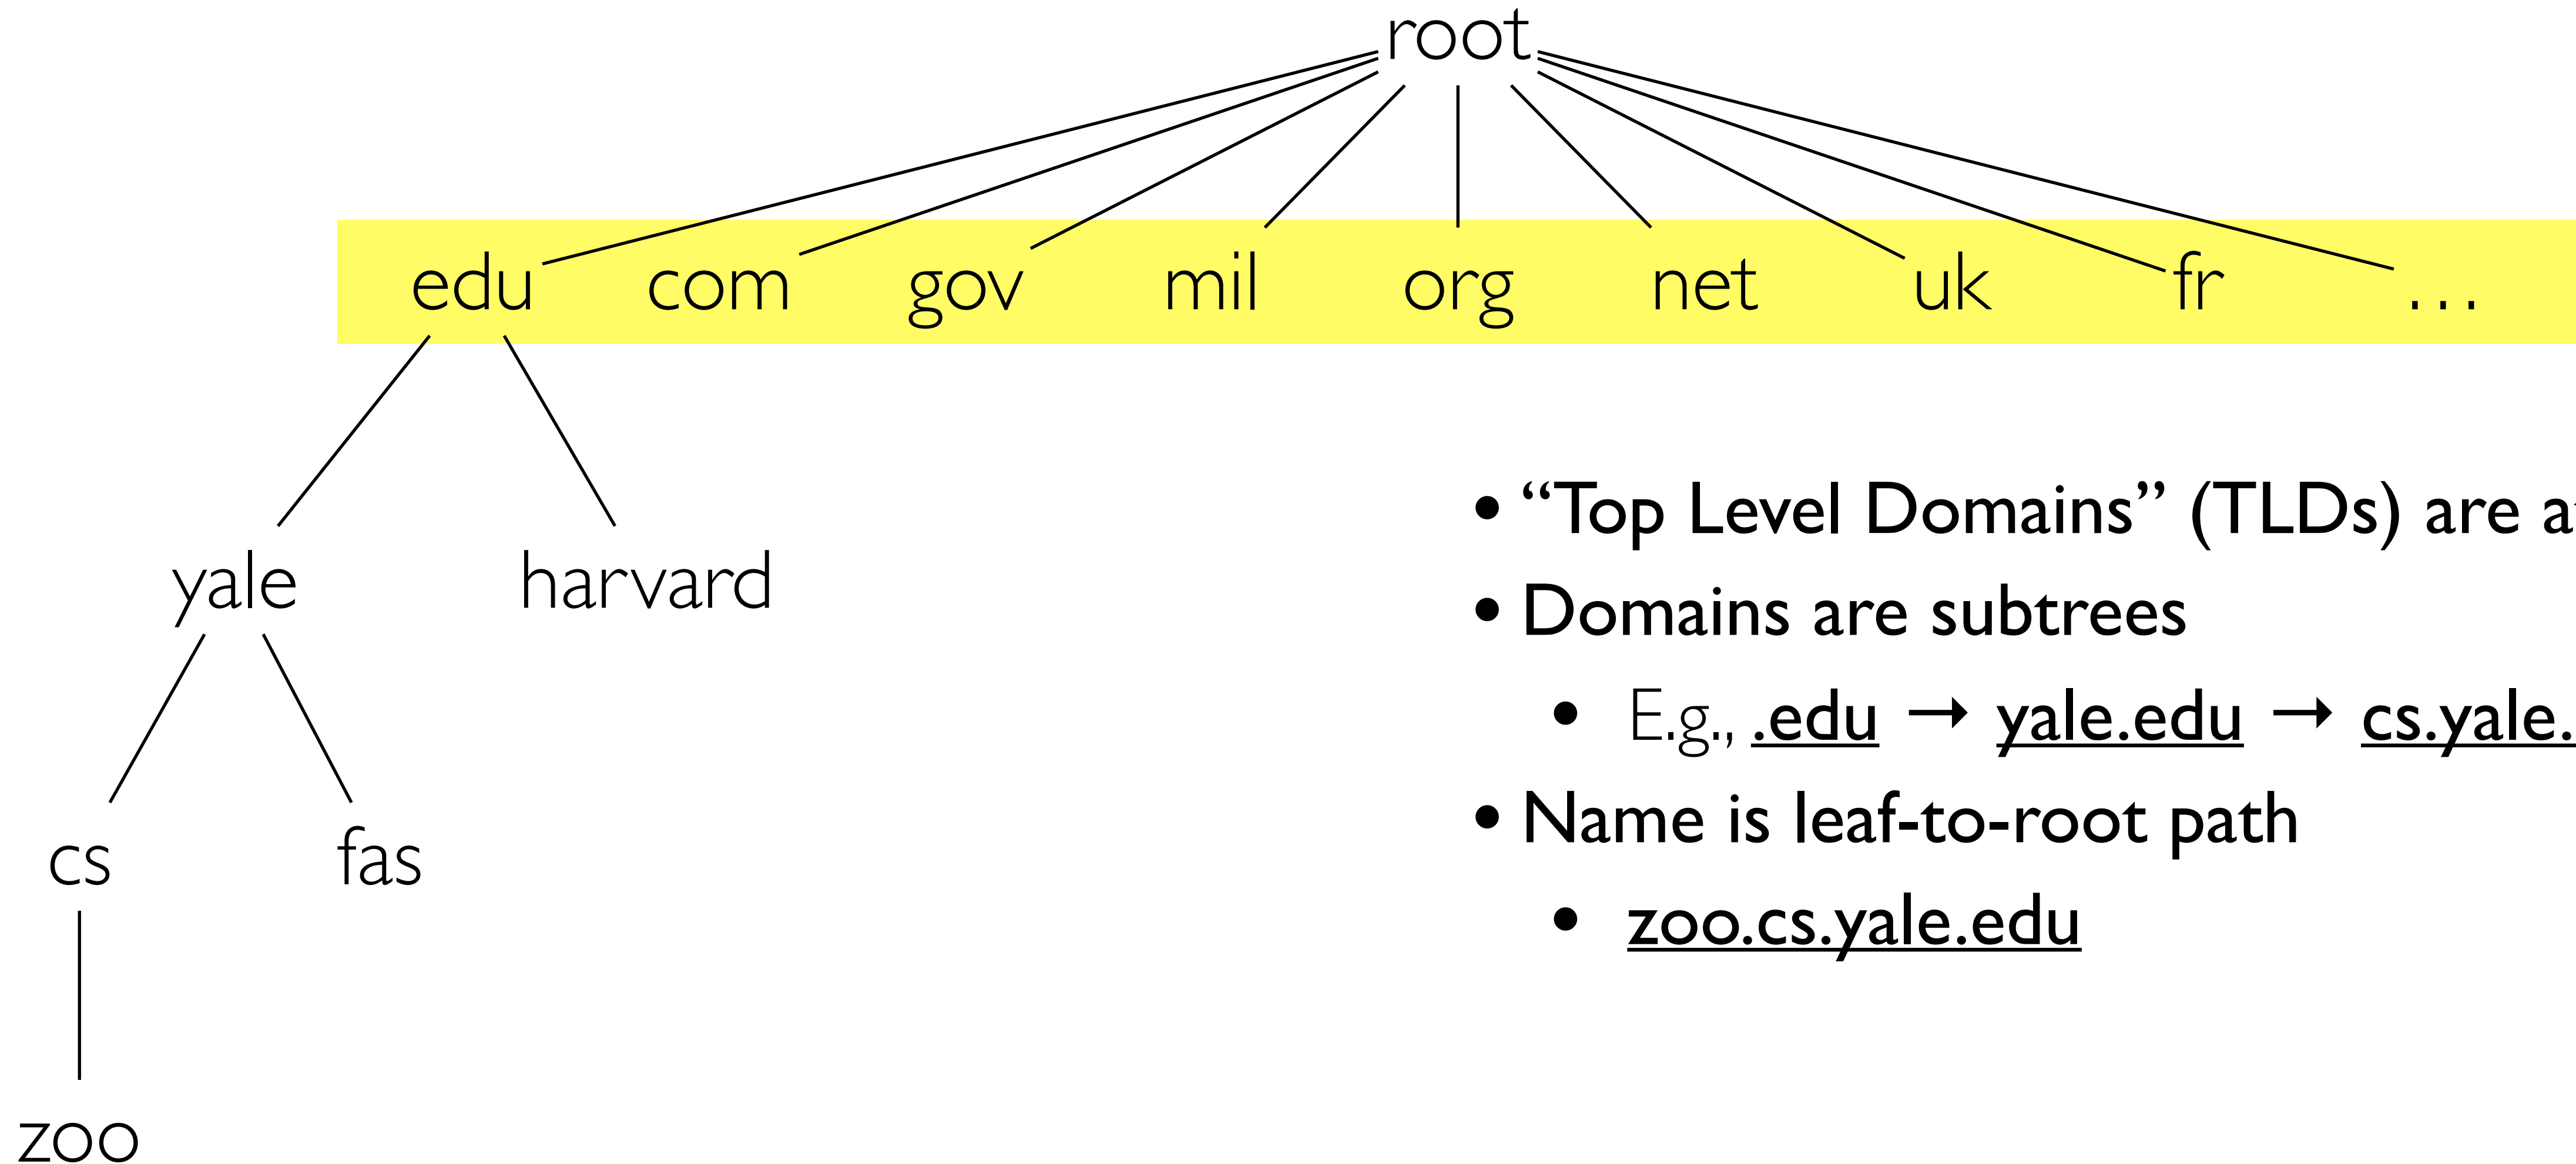 root
edu com gov mil org net uk fr ...
yale harvard
• “Top Level Domains” (TLDs) are
• Domains are subtrees
• E.g., .edu → yale.edu → cs.yale.
• Name is leaf-to-root path
cs fas
• zoo.cs.yale.edu
zoo